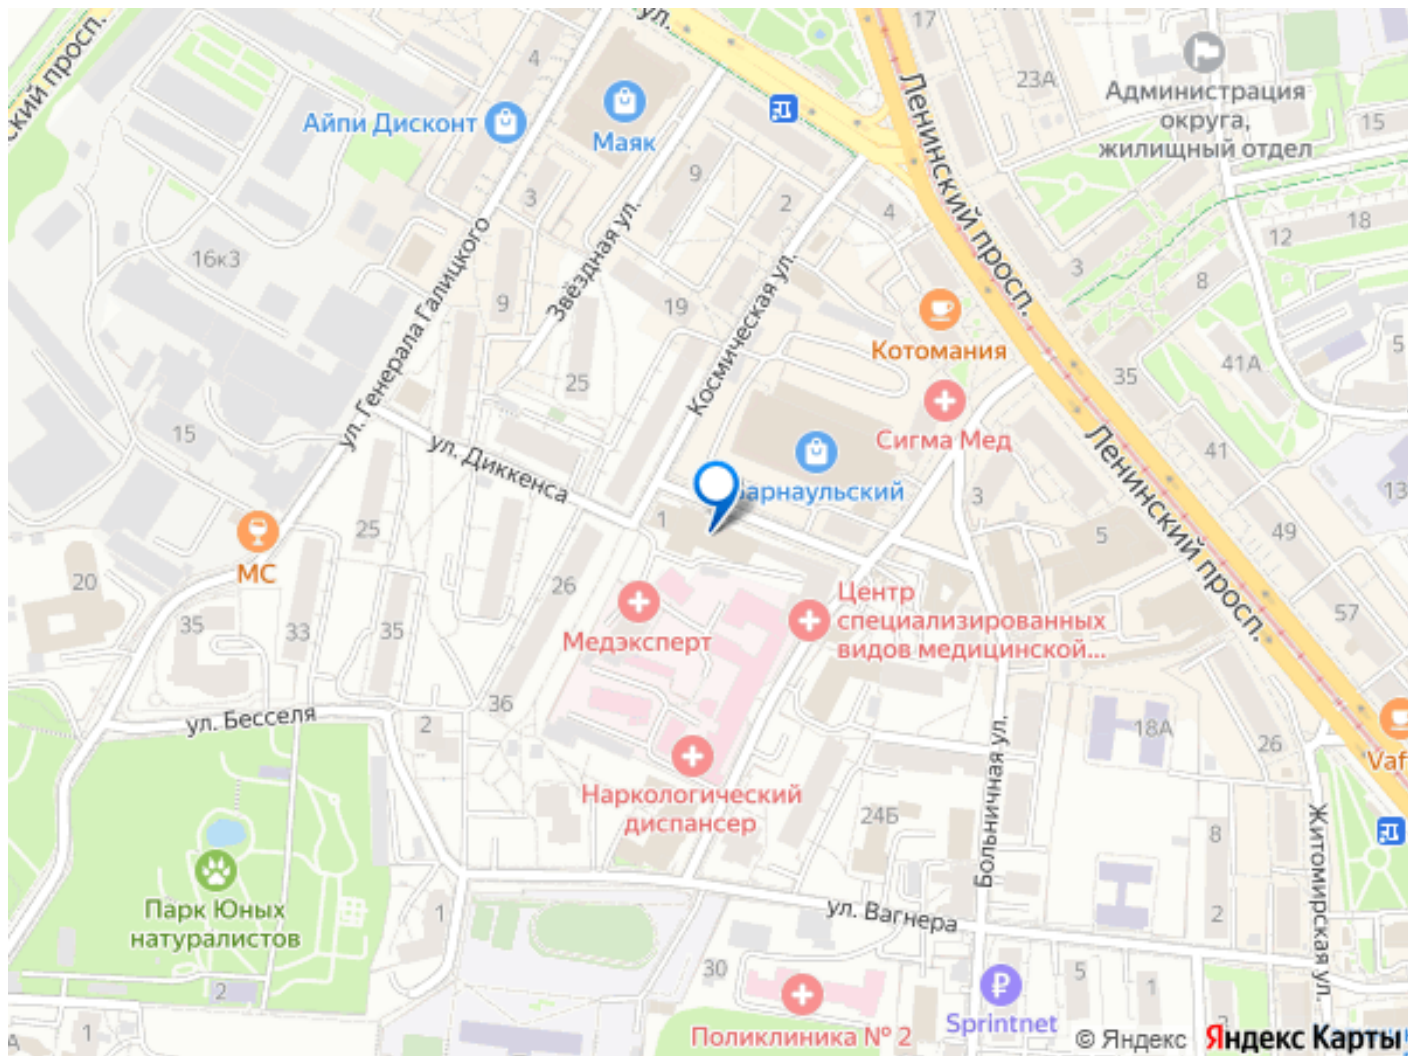 ский просп.
ул.
Ленинский просп.
17
23А
Администрация
округа,
жилищный отдел
15
4
Айпи Дисконт
Маяк
9
3
2
4
18
12
3
8
16к3
ул. Генерала Галицкого
Звёздная ул.
Космическая ул.
9
19
Котомания
5
41А
35
25
Сигма Мед
15
ул. Диккенса
41
Ленинский просп.
барнаульский
3
13
1
25
49
5
МС
20
26
Медэксперт
Центр
специализированных
видов медицинской...
57
35
33
35
36
ул. Бесселя
2
18А
26
Vaf
Больничная ул.
Наркологический
диспансер
24Б
8
Житомирская ул.
Парк Юных
натуралистов
1
ул. Вагнера
2
30
5
1
2
1
2
Поликлиника № 2
Sprintnet
© Яндекс
Яндекс Карты